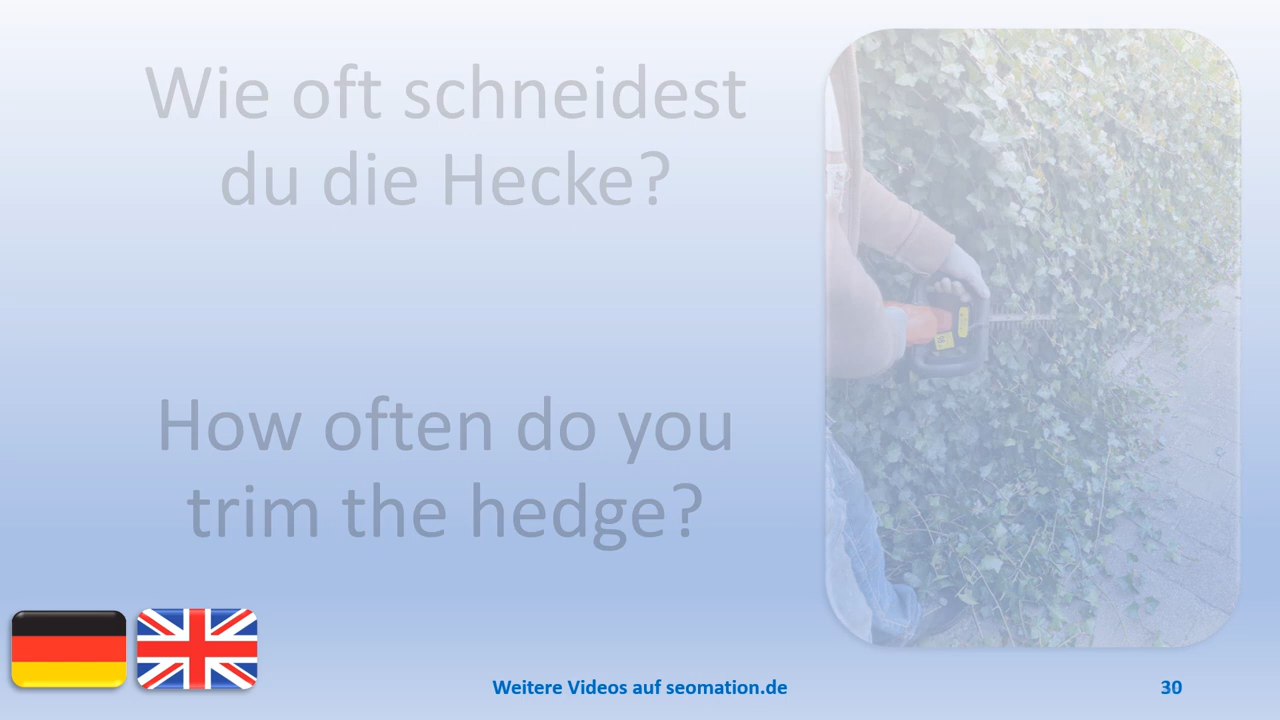 Wie oft schneidest
du die Hecke?
How often do you
trim the hedge?
Weitere Videos auf seomation.de
30